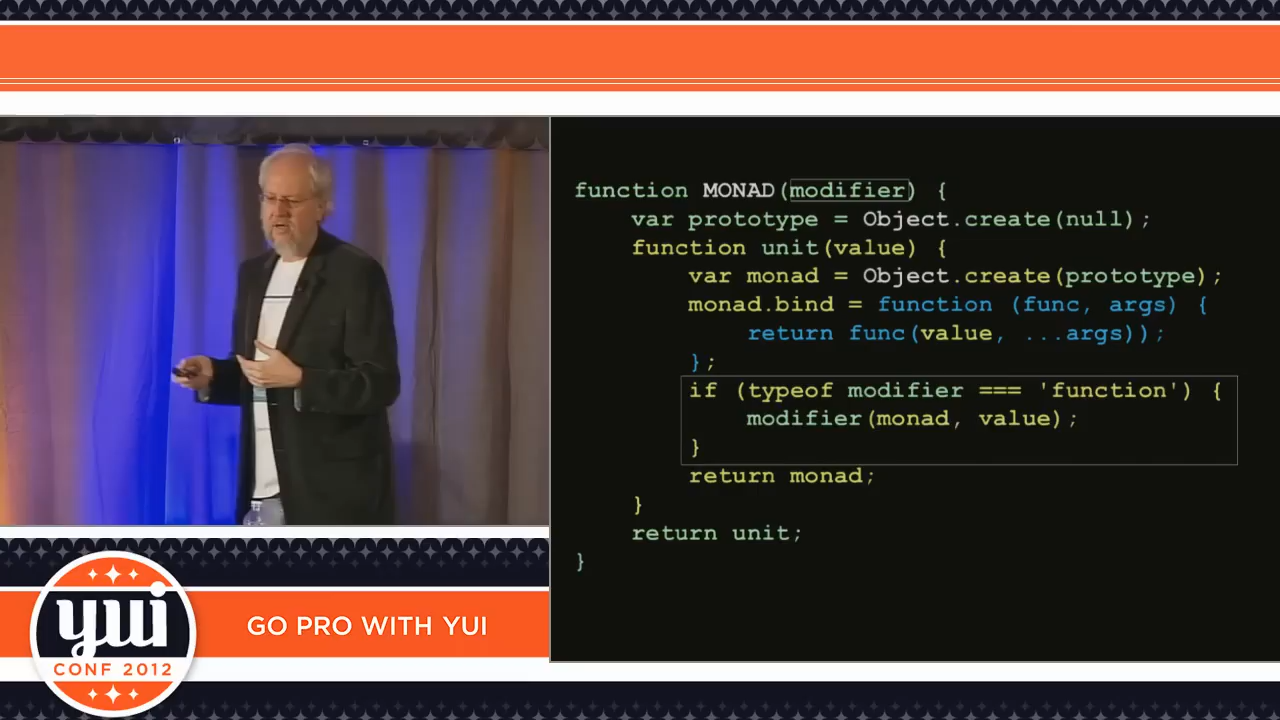 function MONAD(modifier) {
    var prototype = Object.create(null);
    function unit(value) {
        var monad = Object.create(prototype);
        monad.bind = function (func, args) {
            return func(value, ...args));
        };
        if (typeof modifier === 'function') {
            modifier(monad, value);
        }
        return monad;
    }
    return unit;
}
yui
CONF 2012
GO PRO WITH YUI